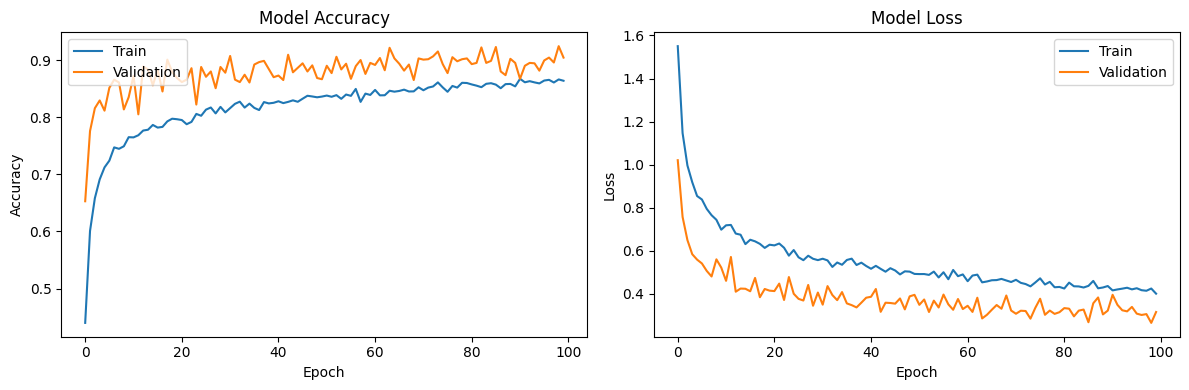 Model Accuracy
Train
Validation
0.9
0.8
0.7
0.6
0.5
Accuracy
0 20 40 60 80 100
Epoch
Model Loss
Train
Validation
1.6
1.4
1.2
1.0
0.8
0.6
0.4
Loss
0 20 40 60 80 100
Epoch